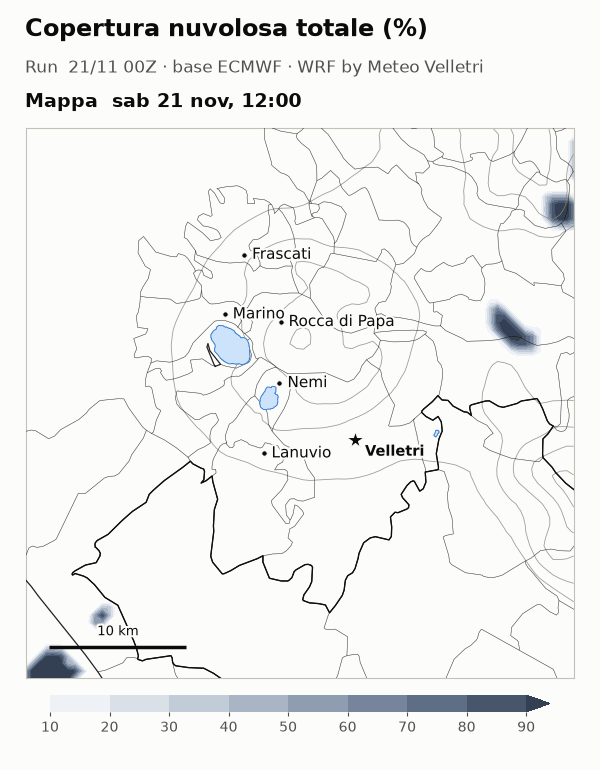 Copertura nuvolosa totale (%)
Run  21/11 00Z · base ECMWF · WRF by Meteo Velletri
Mappa  sab 21 nov, 12:00
Frascati
Marino
Rocca di Papa
Nemi
Velletri
Lanuvio
10 km
10 20 30 40 50 60 70 80 90